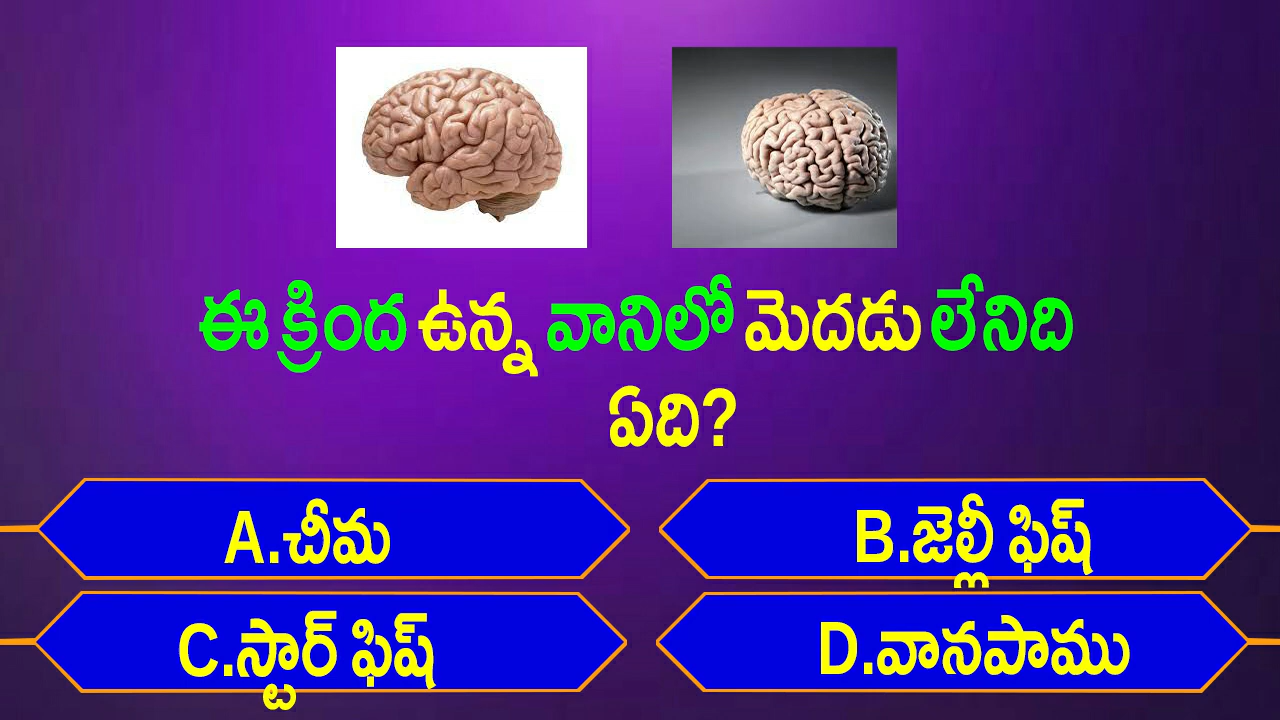 ఈ క్రింద ఉన్న వానిలో మెదడు లేనిది
ఏది?
A.చీమ
B.జెల్లీ ఫిష్
C.స్టార్ ఫిష్
D.వానపాము